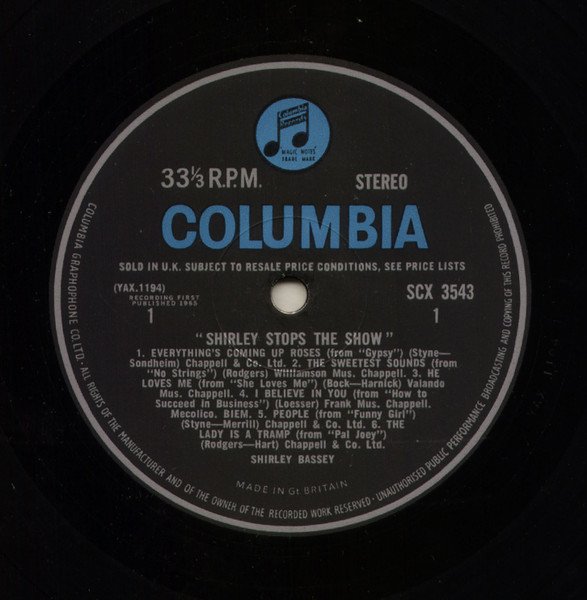 Columbia
Records
MAGIC NOTES
TRADE MARK
33⅓ R.P.M. STEREO
COLUMBIA
SOLD IN U.K. SUBJECT TO RESALE PRICE CONDITIONS, SEE PRICE LISTS
(YAX.1194) SCX 3543
RECORDING FIRST
PUBLISHED 1965
1 1
"SHIRLEY STOPS THE SHOW"
1. EVERYTHING'S COMING UP ROSES (from "Gypsy") (Styne—
Sondheim) Chappell & Co. Ltd. 2. THE SWEETEST SOUNDS (from
"No Strings") (Rodgers) Williamson Mus. Chappell. 3. HE
LOVES ME (from "She Loves Me") (Bock—Harnick) Valando
Mus. Chappell. 4. I BELIEVE IN YOU (from "How to
Succeed in Business") (Loesser) Frank Mus. Chappell.
Mecolico. BIEM. 5. PEOPLE (from "Funny Girl")
(Styne—Merrill) Chappell & Co. Ltd. 6. THE
LADY IS A TRAMP (from "Pal Joey")
(Rodgers—Hart) Chappell & Co. Ltd.
SHIRLEY BASSEY
MADE IN Gt BRITAIN
COLUMBIA GRAPHOPHONE CO. LTD. · ALL RIGHTS OF THE MANUFACTURER AND OF THE OWNER OF THE RECORDED WORK RESERVED · UNAUTHORISED PUBLIC PERFORMANCE BROADCASTING AND COPYING OF THIS RECORD PROHIBITED